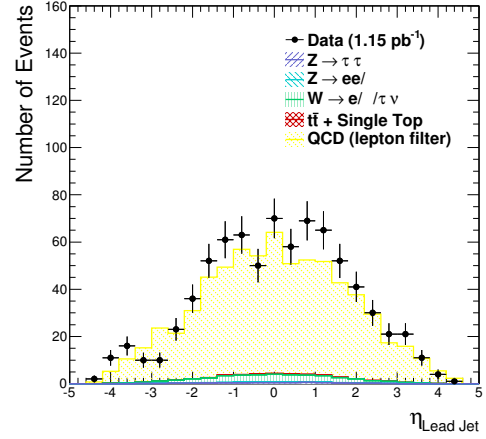 Number of Events
160
140
120
100
80
60
40
20
0
Data (1.15 pb⁻¹)
Z → τ τ
Z → ee/
W → e/ /τ ν
tt̄ + Single Top
QCD (lepton filter)
-5 -4 -3 -2 -1 0 1 2 3 4 5
η Lead Jet